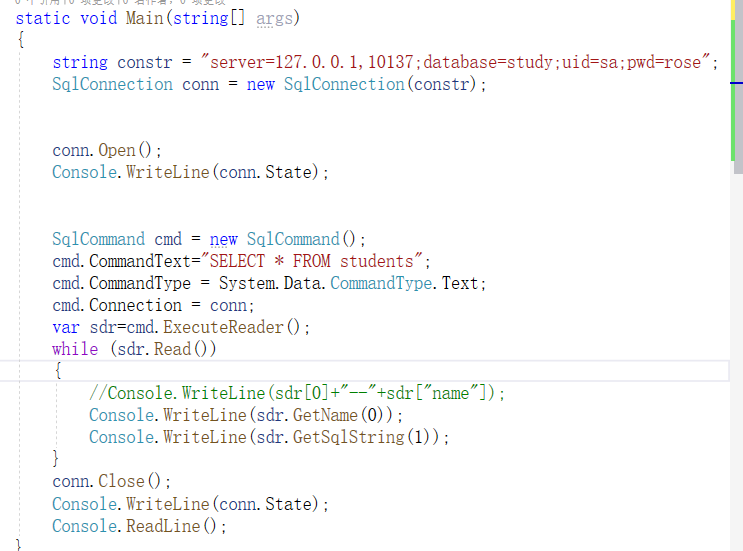 static void Main(string[] args)
{
string constr = "server=127.0.0.1,10137;database=study;uid=sa;pwd=rose";
SqlConnection conn = new SqlConnection(constr);
conn.Open();
Console.WriteLine(conn.State);
SqlCommand cmd = new SqlCommand();
cmd.CommandText="SELECT * FROM students";
cmd.CommandType = System.Data.CommandType.Text;
cmd.Connection = conn;
var sdr=cmd.ExecuteReader();
while (sdr.Read())
{
//Console.WriteLine(sdr[0]+"--"+sdr["name"]);
Console.WriteLine(sdr.GetName(0));
Console.WriteLine(sdr.GetSqlString(1));
}
conn.Close();
Console.WriteLine(conn.State);
Console.ReadLine();
}